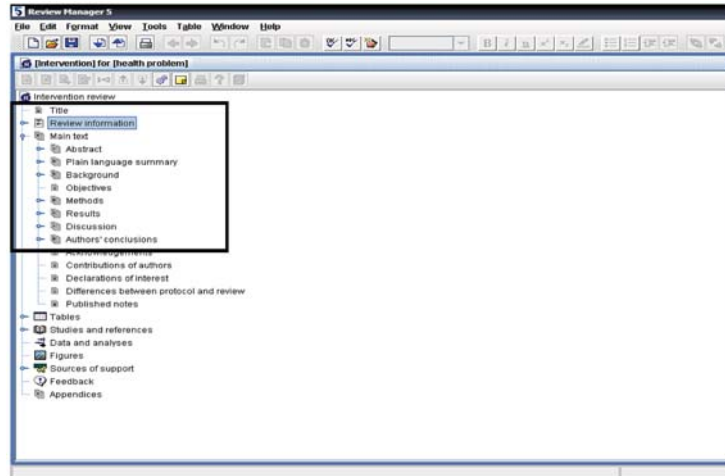 Review Manager 5
File Edit Format View Tools Table Window Help
[Intervention] for [health problem]
Intervention review
Title
Review information
Main text
Abstract
Plain language summary
Background
Objectives
Methods
Results
Discussion
Authors' conclusions
Acknowledgements
Contributions of authors
Declarations of interest
Differences between protocol and review
Published notes
Tables
Studies and references
Data and analyses
Figures
Sources of support
Feedback
Appendices